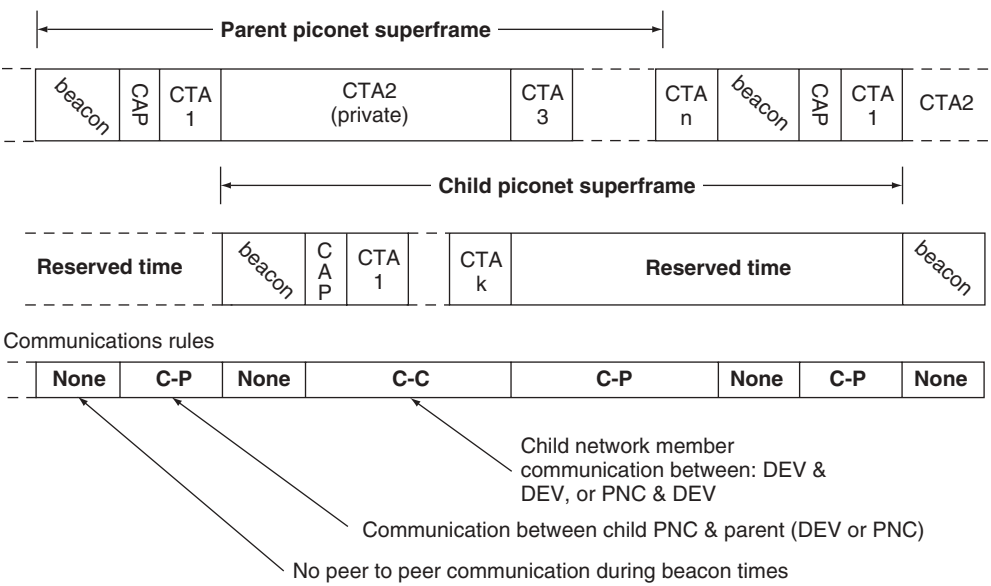 Parent piconet superframe
beacon CAP CTA 1 CTA2 (private) CTA 3 CTA n beacon CAP CTA 1 CTA2
Child piconet superframe
Reserved time beacon CAP CTA 1 CTA k Reserved time beacon
Communications rules
None C-P None C-C C-P None C-P None
Child network member
communication between: DEV &
DEV, or PNC & DEV
Communication between child PNC & parent (DEV or PNC)
No peer to peer communication during beacon times